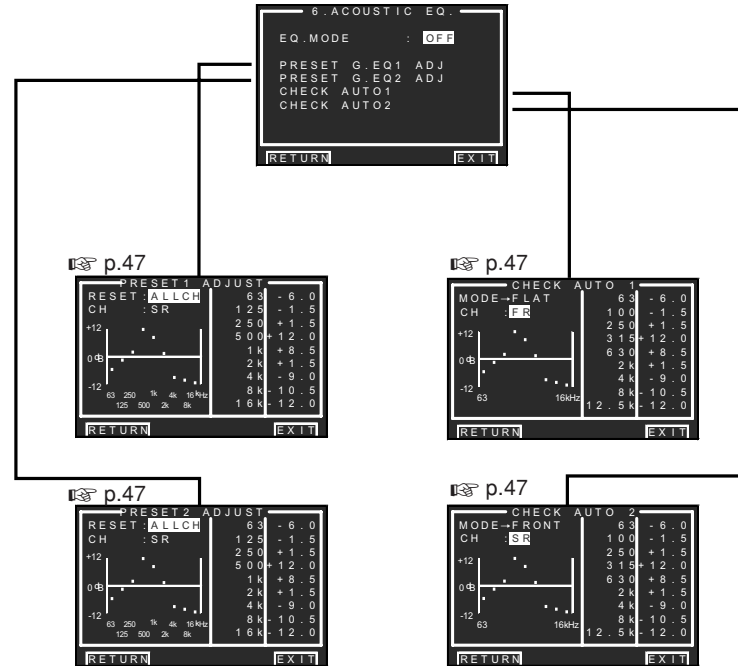 6.ACOUSTIC EQ.
EQ.MODE : OFF
PRESET G.EQ1 ADJ
PRESET G.EQ2 ADJ
CHECK AUTO1
CHECK AUTO2
RETURN EXIT
☞ p.47
PRESET1 ADJUST
RESET:ALLCH
CH :SR
+12
0dB
-12
63 250 1k 4k 16kHz
125 500 2k 8k
63 -6.0
125 -1.5
250 +1.5
500 +12.0
1k +8.5
2k +1.5
4k -9.0
8k -10.5
16k -12.0
RETURN EXIT
☞ p.47
CHECK AUTO 1
MODE→FLAT
CH :FR
+12
0dB
-12
63 16kHz
63 -6.0
100 -1.5
250 +1.5
315 +12.0
630 +8.5
2k +1.5
4k -9.0
8k -10.5
12.5k -12.0
RETURN EXIT
☞ p.47
PRESET2 ADJUST
RESET:ALLCH
CH :SR
+12
0dB
-12
63 250 1k 4k 16kHz
125 500 2k 8k
63 -6.0
125 -1.5
250 +1.5
500 +12.0
1k +8.5
2k +1.5
4k -9.0
8k -10.5
16k -12.0
RETURN EXIT
☞ p.47
CHECK AUTO 2
MODE→FRONT
CH :SR
+12
0dB
-12
63 16kHz
63 -6.0
100 -1.5
250 +1.5
315 +12.0
630 +8.5
2k +1.5
4k -9.0
8k -10.5
12.5k -12.0
RETURN EXIT